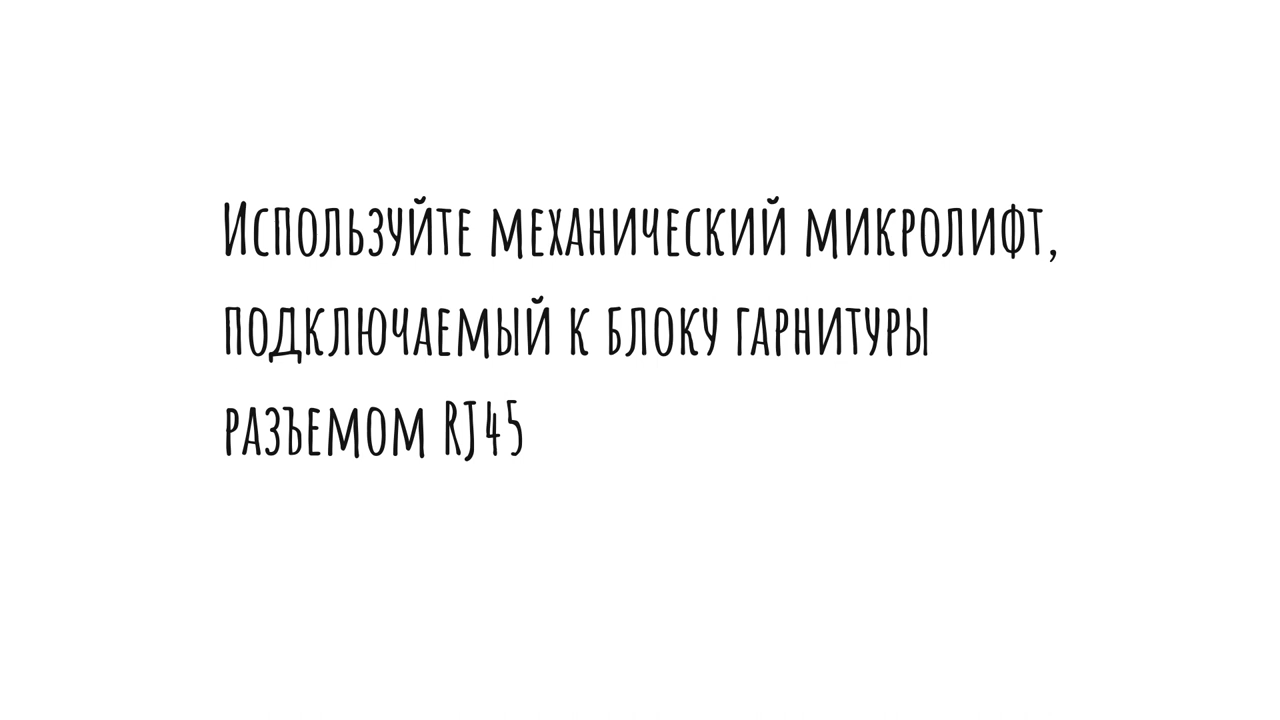 Используйте механический микролифт,
подключаемый к блоку гарнитуры
разъемом RJ45